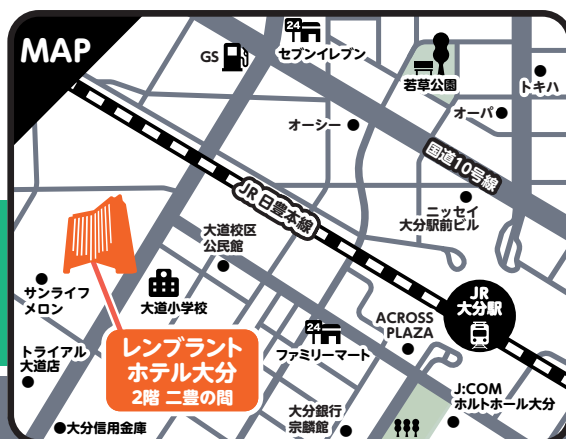 MAP
24
セブンイレブン
GS
若草公園
トキハ
オーパ
オーシー
国道10号線
JR 日豊本線
ニッセイ
大分駅前ビル
大道校区
公民館
サンライフ
メロン
大道小学校
JR
大分駅
ACROSS
PLAZA
24
ファミリーマート
レンブラント
ホテル大分
2階 二豊の間
トライアル
大道店
J:COM
ホルトホール大分
大分銀行
宗麟館
大分信用金庫